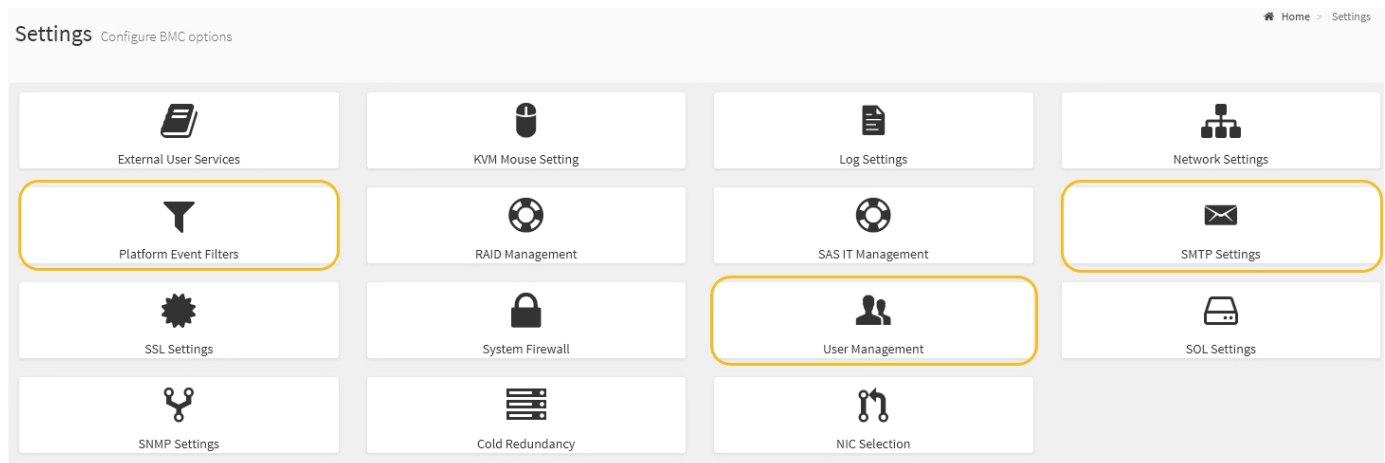 Home > Settings
Settings Configure BMC options
External User Services
KVM Mouse Setting
Log Settings
Network Settings
Platform Event Filters
RAID Management
SAS IT Management
SMTP Settings
SSL Settings
System Firewall
User Management
SOL Settings
SNMP Settings
Cold Redundancy
NIC Selection